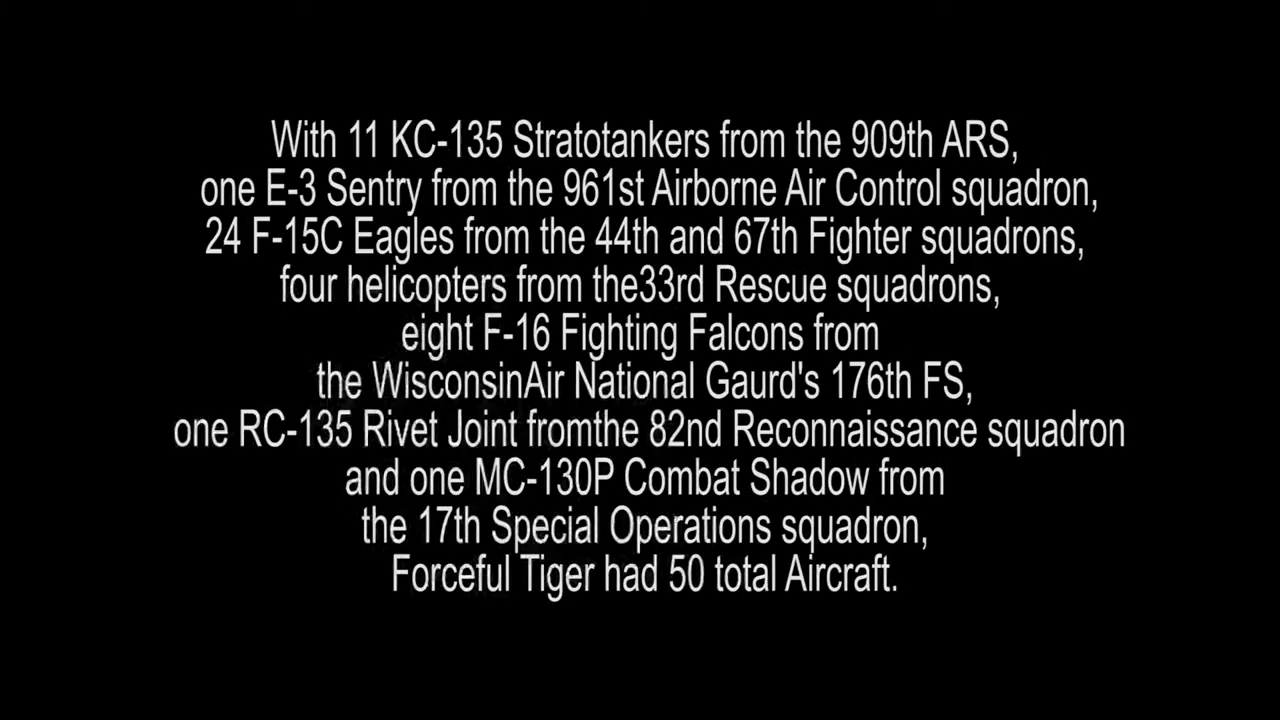 With 11 KC-135 Stratotankers from the 909th ARS,
one E-3 Sentry from the 961st Airborne Air Control squadron,
24 F-15C Eagles from the 44th and 67th Fighter squadrons,
four helicopters from the33rd Rescue squadrons,
eight F-16 Fighting Falcons from
the WisconsinAir National Gaurd's 176th FS,
one RC-135 Rivet Joint fromthe 82nd Reconnaissance squadron
and one MC-130P Combat Shadow from
the 17th Special Operations squadron,
Forceful Tiger had 50 total Aircraft.